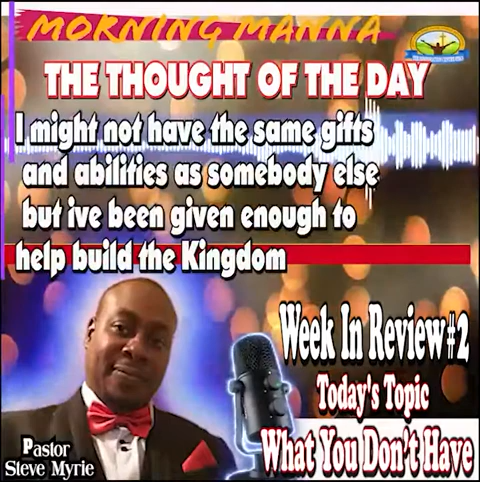 MORNING MANNA
THE THOUGHT OF THE DAY
I might not have the same gifts
and abilities as somebody else
but ive been given enough to
help build the Kingdom
Week In Review#2
Today's Topic
What You Don't Have
Pastor
Steve Myrie